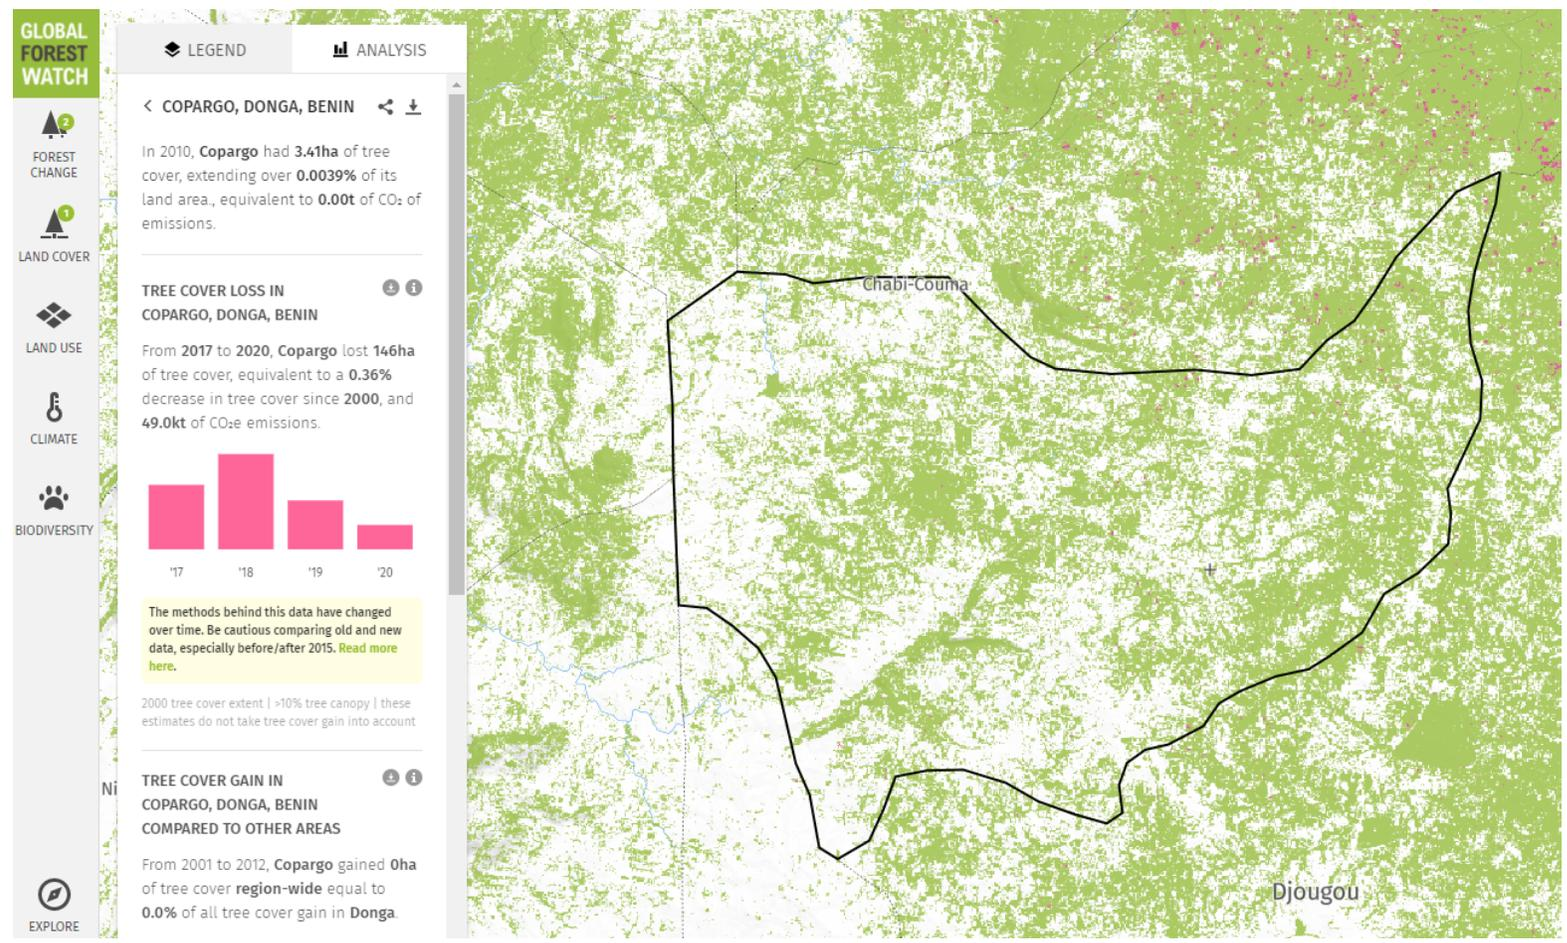 GLOBAL
FOREST
WATCH
2
FOREST
CHANGE
1
LAND COVER
LAND USE
CLIMATE
BIODIVERSITY
EXPLORE
LEGEND
ANALYSIS
COPARGO, DONGA, BENIN
In 2010, Copargo had 3.41ha of tree
cover, extending over 0.0039% of its
land area., equivalent to 0.00t of CO₂ of
emissions.
TREE COVER LOSS IN
COPARGO, DONGA, BENIN
From 2017 to 2020, Copargo lost 146ha
of tree cover, equivalent to a 0.36%
decrease in tree cover since 2000, and
49.0kt of CO₂e emissions.
'17 '18 '19 '20
The methods behind this data have changed
over time. Be cautious comparing old and new
data, especially before/after 2015. Read more
here.
2000 tree cover extent | >10% tree canopy | these
estimates do not take tree cover gain into account
TREE COVER GAIN IN
COPARGO, DONGA, BENIN
COMPARED TO OTHER AREAS
From 2001 to 2012, Copargo gained 0ha
of tree cover region-wide equal to
0.0% of all tree cover gain in Donga.
Ni
Chabi-Couma
Djougou